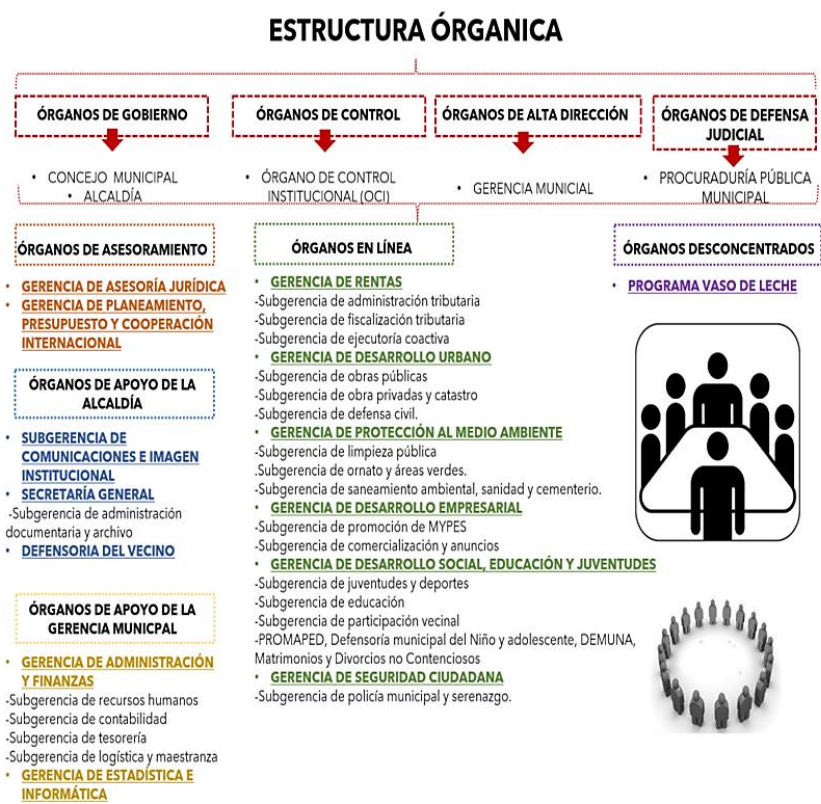 ESTRUCTURA ÓRGANICA
ÓRGANOS DE GOBIERNO
• CONCEJO MUNICIPAL
• ALCALDÍA
ÓRGANOS DE CONTROL
• ÓRGANO DE CONTROL
INSTITUCIONAL (OCI)
ÓRGANOS DE ALTA DIRECCIÓN
• GERENCIA MUNICIAL
ÓRGANOS DE DEFENSA
JUDICIAL
• PROCURADURÍA PÚBLICA
MUNICIPAL
ÓRGANOS DE ASESORAMIENTO
• GERENCIA DE ASESORÍA JURÍDICA
• GERENCIA DE PLANEAMIENTO,
PRESUPUESTO Y COOPERACIÓN
INTERNACIONAL
ÓRGANOS DE APOYO DE LA
ALCALDÍA
• SUBGERENCIA DE
COMUNICACIONES E IMAGEN
INSTITUCIONAL
• SECRETARÍA GENERAL
-Subgerencia de administración
documentaria y archivo
• DEFENSORIA DEL VECINO
ÓRGANOS DE APOYO DE LA
GERENCIA MUNICPAL
• GERENCIA DE ADMINISTRACIÓN
Y FINANZAS
-Subgerencia de recursos humanos
-Subgerencia de contabilidad
-Subgerencia de tesorería
-Subgerencia de logística y maestranza
• GERENCIA DE ESTADÍSTICA E
INFORMÁTICA
ÓRGANOS EN LÍNEA
• GERENCIA DE RENTAS
-Subgerencia de administración tributaria
-Subgerencia de fiscalización tributaria
-Subgerencia de ejecutoría coactiva
• GERENCIA DE DESARROLLO URBANO
-Subgerencia de obras públicas
-Subgerencia de obra privadas y catastro
-Subgerencia de defensa civil.
• GERENCIA DE PROTECCIÓN AL MEDIO AMBIENTE
-Subgerencia de limpieza pública
.Subgerencia de ornato y áreas verdes.
-Subgerencia de saneamiento ambiental, sanidad y cementerio.
• GERENCIA DE DESARROLLO EMPRESARIAL
-Subgerencia de promoción de MYPES
-Subgerencia de comercialización y anuncios
• GERENCIA DE DESARROLLO SOCIAL, EDUCACIÓN Y JUVENTUDES
-Subgerencia de juventudes y deportes
-Subgerencia de educación
-Subgerencia de participación vecinal
-PROMAPED, Defensoría municipal del Niño y adolescente, DEMUNA,
Matrimonios y Divorcios no Contenciosos
• GERENCIA DE SEGURIDAD CIUDADANA
-Subgerencia de policía municipal y serenazgo.
ÓRGANOS DESCONCENTRADOS
• PROGRAMA VASO DE LECHE